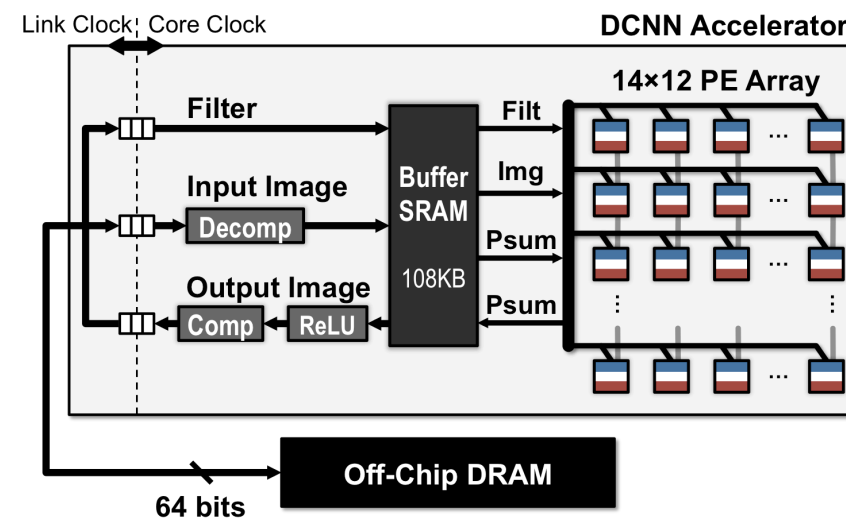 Link Clock Core Clock
DCNN Accelerator
14×12 PE Array
Filter
Filt
Input Image
Img
Decomp
Buffer
SRAM
108KB
Psum
Output Image
Psum
Comp
ReLU
...
...
...
...
⋮
⋮
Off-Chip DRAM
64 bits